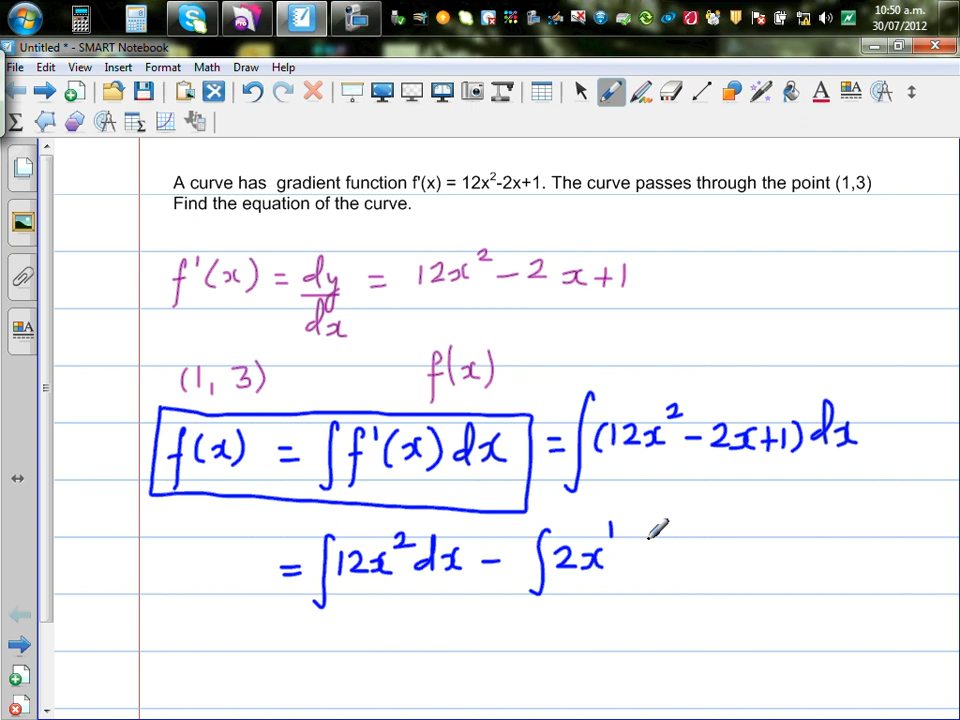 10:50 a.m.
30/07/2012
Untitled * - SMART Notebook
File Edit View Insert Format Math Draw Help
A curve has gradient function f'(x) = 12x²-2x+1. The curve passes through the point (1,3)
Find the equation of the curve.
f'(x) = dy/dx = 12x² - 2x+1
(1, 3) f(x)
f(x) = ∫f'(x)dx = ∫(12x² - 2x+1)dx
= ∫12x²dx - ∫2x¹